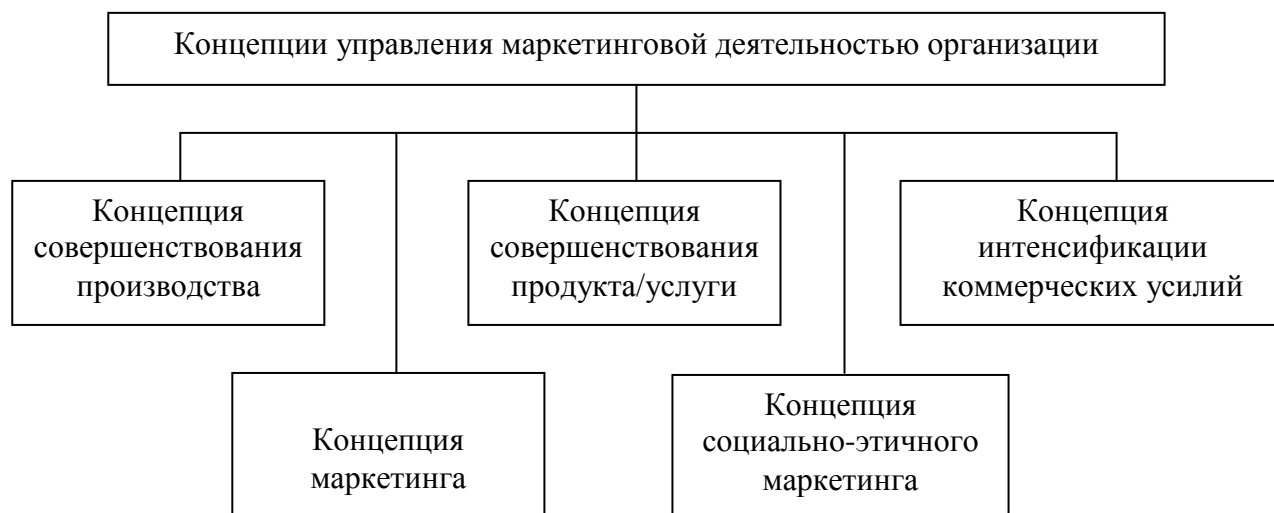 Концепции управления маркетинговой деятельностью организации
Концепция
совершенствования
производства
Концепция
совершенствования
продукта/услуги
Концепция
интенсификации
коммерческих усилий
Концепция
маркетинга
Концепция
социально-этичного
маркетинга